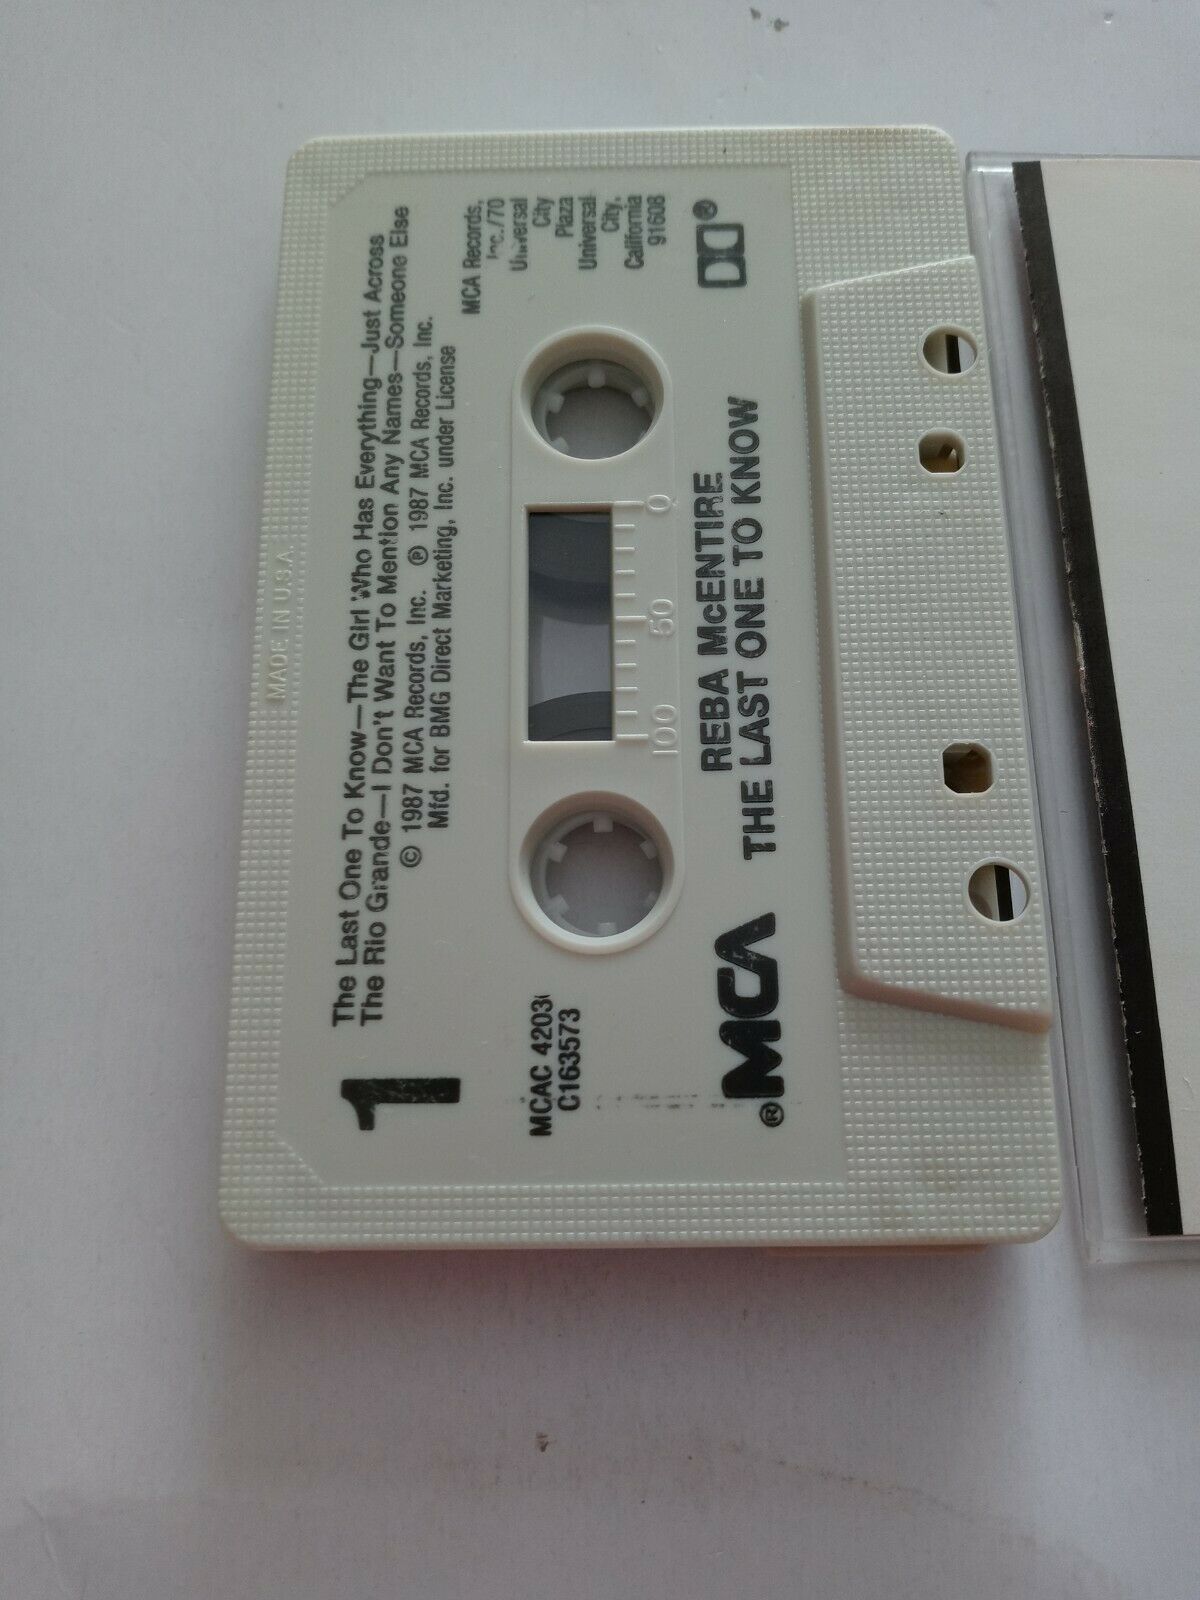 MADE IN U.S.A.
1
The Last One To Know—The Girl Who Has Everything—Just Across
The Rio Grande—I Don't Want To Mention Any Names—Someone Else
© 1987 MCA Records, Inc. ℗ 1987 MCA Records, Inc.
Mfd. for BMG Direct Marketing, Inc. under License
MCA Records,
Inc./70
Universal
City
Plaza
Universal
City,
California
91608
MCAC 4203
C163573
100 50 0
REBA McENTIRE
THE LAST ONE TO KNOW
®MCA
®